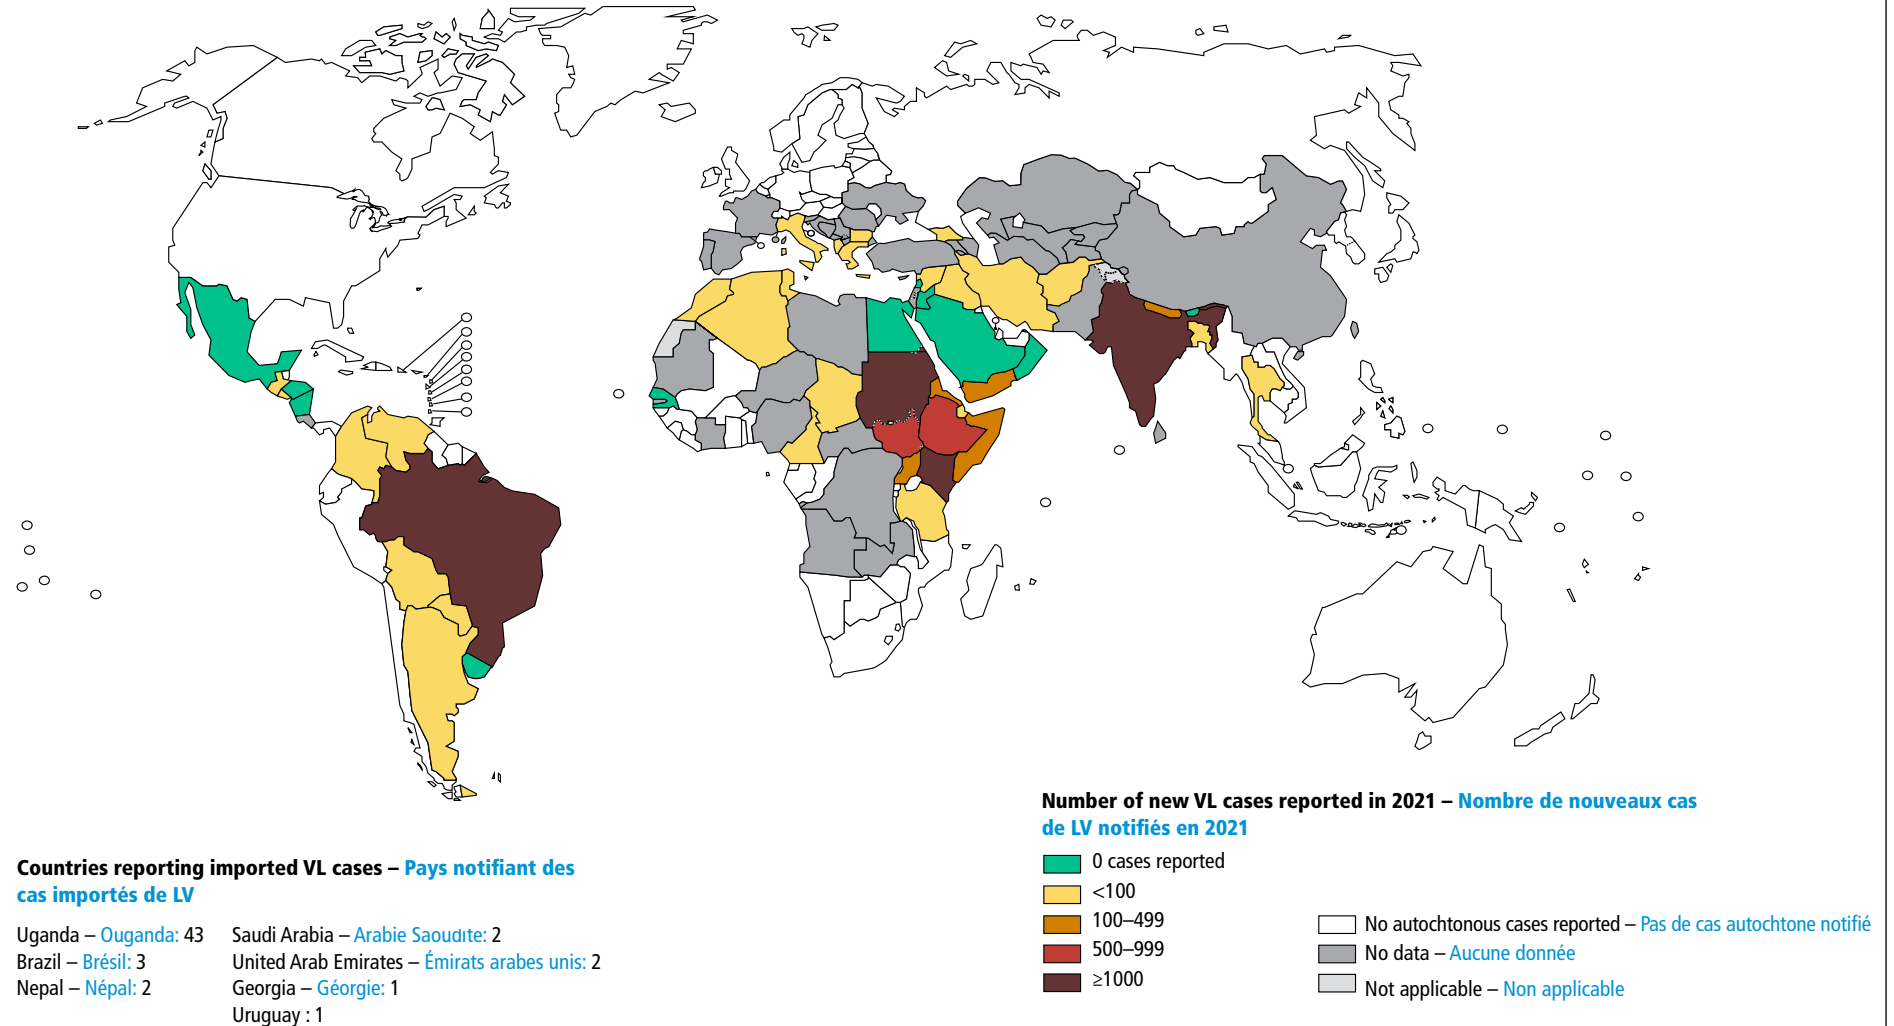 Number of new VL cases reported in 2021 – Nombre de nouveaux cas
de LV notifiés en 2021
0 cases reported
<100
100–499
500–999
≥1000
No autochtonous cases reported – Pas de cas autochtone notifié
No data – Aucune donnée
Not applicable – Non applicable
Countries reporting imported VL cases – Pays notifiant des
cas importés de LV
Uganda – Ouganda: 43
Brazil – Brésil: 3
Nepal – Népal: 2
Saudi Arabia – Arabie Saoudite: 2
United Arab Emirates – Émirats arabes unis: 2
Georgia – Géorgie: 1
Uruguay : 1